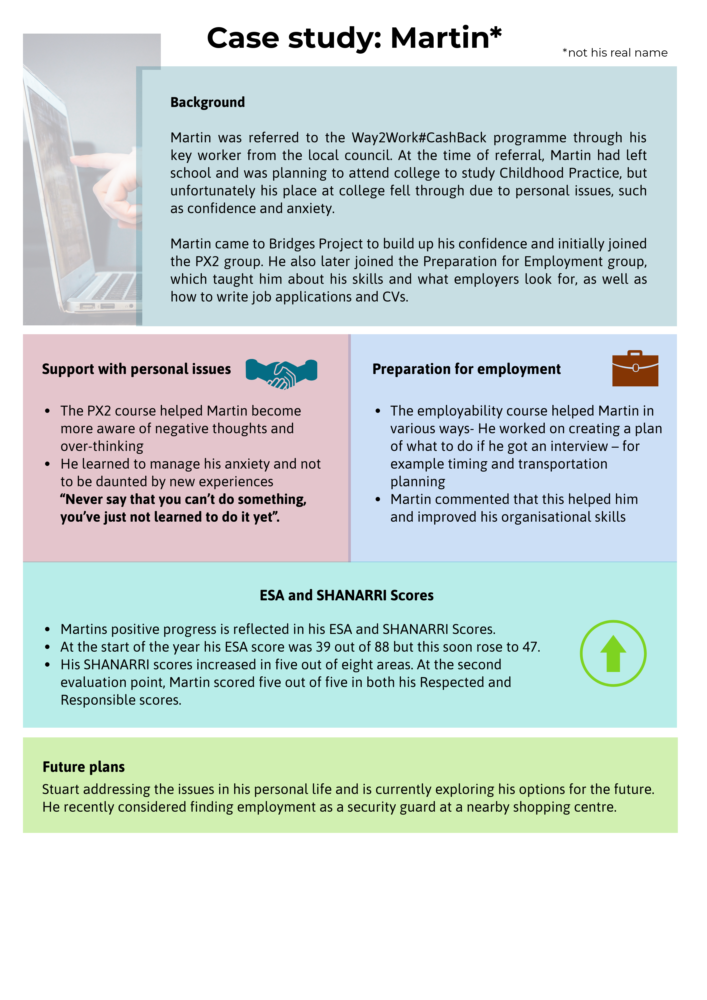 Case study: Martin*
*not his real name
Background
Martin was referred to the Way2Work#CashBack programme through his
key worker from the local council. At the time of referral, Martin had left
school and was planning to attend college to study Childhood Practice, but
unfortunately his place at college fell through due to personal issues, such
as confidence and anxiety.
Martin came to Bridges Project to build up his confidence and initially joined
the PX2 group. He also later joined the Preparation for Employment group,
which taught him about his skills and what employers look for, as well as
how to write job applications and CVs.
Support with personal issues
• The PX2 course helped Martin become
more aware of negative thoughts and
over-thinking
• He learned to manage his anxiety and not
to be daunted by new experiences
“Never say that you can’t do something,
you’ve just not learned to do it yet”.
Preparation for employment
• The employability course helped Martin in
various ways- He worked on creating a plan
of what to do if he got an interview – for
example timing and transportation
planning
• Martin commented that this helped him
and improved his organisational skills
ESA and SHANARRI Scores
• Martins positive progress is reflected in his ESA and SHANARRI Scores.
• At the start of the year his ESA score was 39 out of 88 but this soon rose to 47.
• His SHANARRI scores increased in five out of eight areas. At the second
evaluation point, Martin scored five out of five in both his Respected and
Responsible scores.
Future plans
Stuart addressing the issues in his personal life and is currently exploring his options for the future.
He recently considered finding employment as a security guard at a nearby shopping centre.